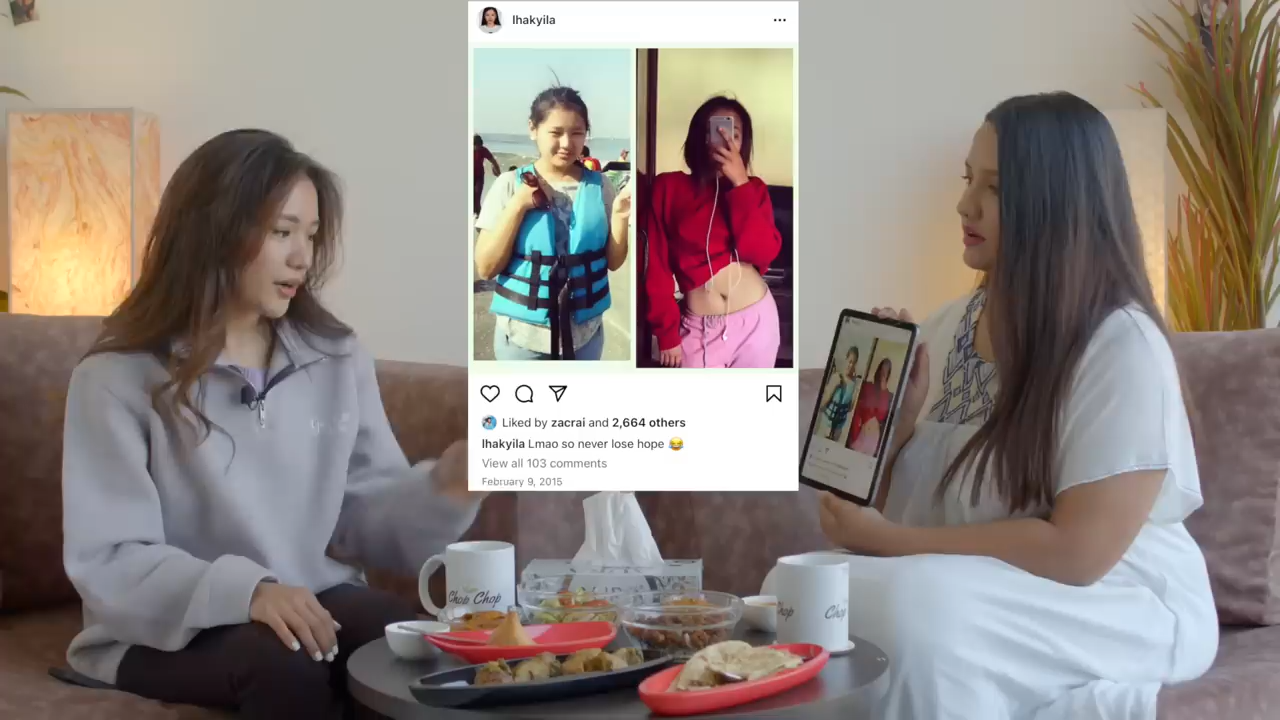 lhakyila
Liked by zacrai and 2,664 others
lhakyila Lmao so never lose hope 😂
View all 103 comments
February 9, 2015
Chop Chop
Chop
Cho